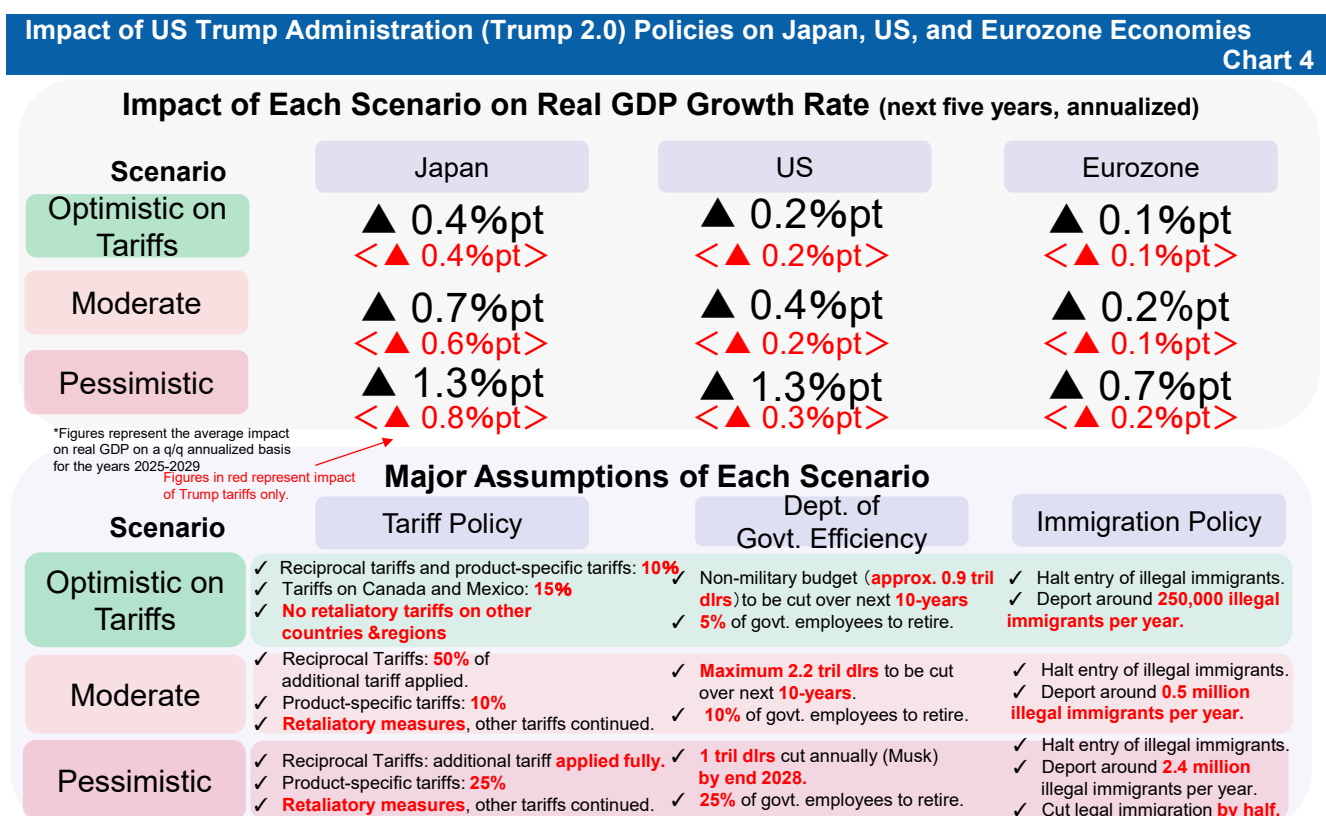 Impact of US Trump Administration (Trump 2.0) Policies on Japan, US, and Eurozone Economies
Chart 4
Impact of Each Scenario on Real GDP Growth Rate (next five years, annualized)
Scenario
Japan
US
Eurozone
Optimistic on
Tariffs
▲ 0.4%pt
▲ 0.2%pt
▲ 0.1%pt
＜▲ 0.4%pt＞
＜▲ 0.2%pt＞
＜▲ 0.1%pt＞
Moderate
▲ 0.7%pt
▲ 0.4%pt
▲ 0.2%pt
＜▲ 0.6%pt＞
＜▲ 0.2%pt＞
＜▲ 0.1%pt＞
Pessimistic
▲ 1.3%pt
▲ 1.3%pt
▲ 0.7%pt
＜▲ 0.8%pt＞
＜▲ 0.3%pt＞
＜▲ 0.2%pt＞
*Figures represent the average impact
on real GDP on a q/q annualized basis
for the years 2025-2029
Figures in red represent impact
of Trump tariffs only.
Major Assumptions of Each Scenario
Scenario
Tariff Policy
Dept. of
Govt. Efficiency
Immigration Policy
Optimistic on
Tariffs
✓ Reciprocal tariffs and product-specific tariffs: 10%
✓ Tariffs on Canada and Mexico: 15%
✓ No retaliatory tariffs on other
countries &regions
✓ Non-military budget（approx. 0.9 tril
dlrs）to be cut over next 10-years
✓ 5% of govt. employees to retire.
✓ Halt entry of illegal immigrants.
✓ Deport around 250,000 illegal
immigrants per year.
Moderate
✓ Reciprocal Tariffs: 50% of
additional tariff applied.
✓ Product-specific tariffs: 10%
✓ Retaliatory measures, other tariffs continued.
✓ Maximum 2.2 tril dlrs to be cut
over next 10-years.
✓ 10% of govt. employees to retire.
✓ Halt entry of illegal immigrants.
✓ Deport around 0.5 million
illegal immigrants per year.
Pessimistic
✓ Reciprocal Tariffs: additional tariff applied fully.
✓ Product-specific tariffs: 25%
✓ Retaliatory measures, other tariffs continued.
✓ 1 tril dlrs cut annually (Musk)
by end 2028.
✓ 25% of govt. employees to retire.
✓ Halt entry of illegal immigrants.
✓ Deport around 2.4 million
illegal immigrants per year.
✓ Cut legal immigration by half.